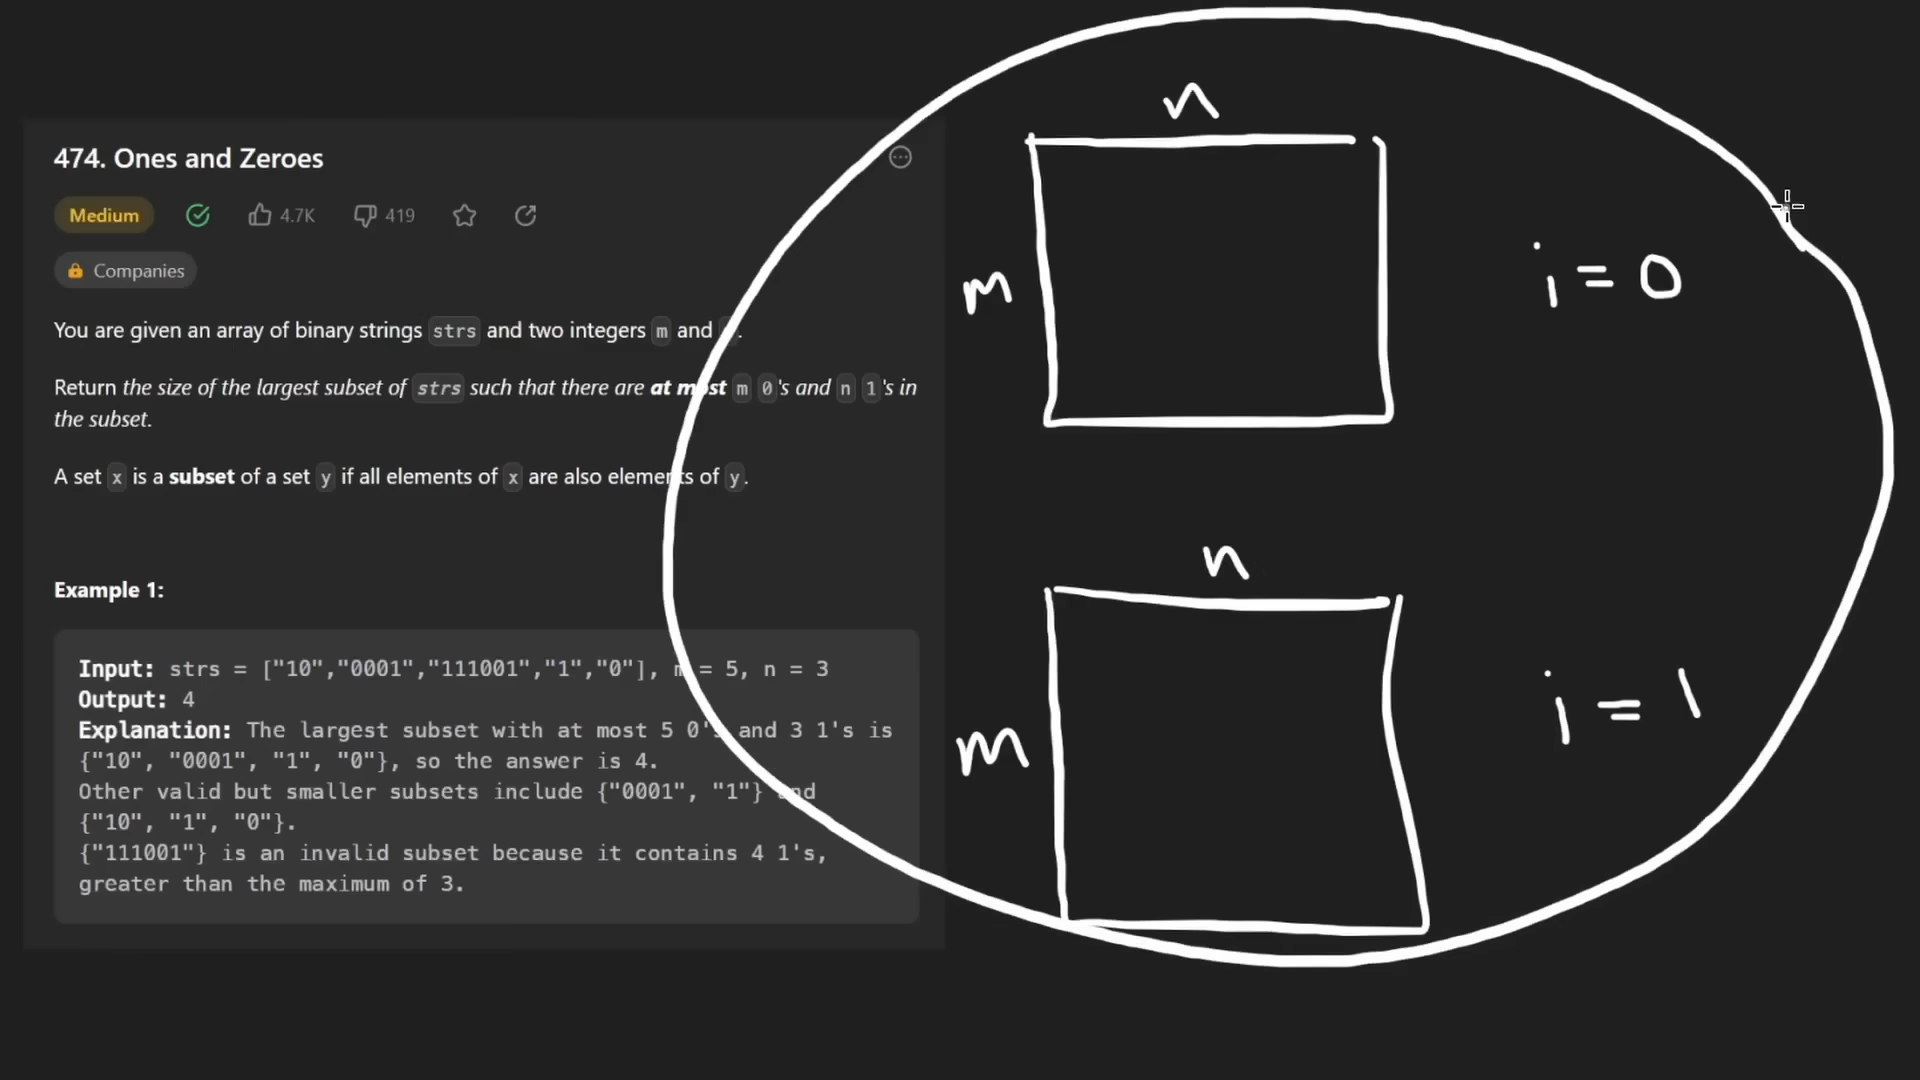 474. Ones and Zeroes
Medium 4.7K 419
Companies
You are given an array of binary strings strs and two integers m and .
Return the size of the largest subset of strs such that there are at most m 0's and n 1's in
the subset.
A set x is a subset of a set y if all elements of x are also elements of y.
Example 1:
Input: strs = ["10","0001","111001","1","0"], m = 5, n = 3
Output: 4
Explanation: The largest subset with at most 5 0's and 3 1's is
{"10", "0001", "1", "0"}, so the answer is 4.
Other valid but smaller subsets include {"0001", "1"} and
{"10", "1", "0"}.
{"111001"} is an invalid subset because it contains 4 1's,
greater than the maximum of 3.
n
m
i = 0
n
m
i = 1